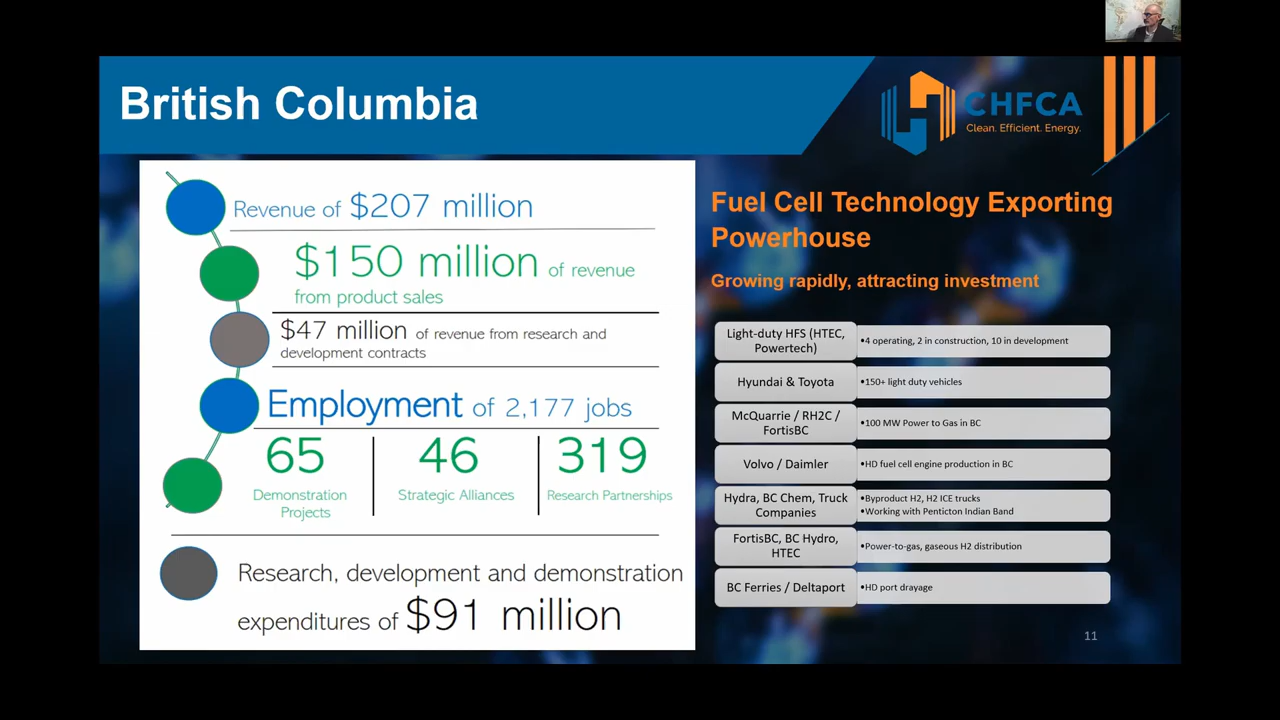 British Columbia
CHFCA
Clean. Efficient. Energy.
Revenue of $207 million
$150 million of revenue
from product sales
$47 million of revenue from research and
development contracts
Employment of 2,177 jobs
65
Demonstration
Projects
46
Strategic Alliances
319
Research Partnerships
Research, development and demonstration
expenditures of $91 million
Fuel Cell Technology Exporting
Powerhouse
Growing rapidly, attracting investment
Light-duty HFS (HTEC,
Powertech)
•4 operating, 2 in construction, 10 in development
Hyundai & Toyota
•150+ light duty vehicles
McQuarrie / RH2C /
FortisBC
•100 MW Power to Gas in BC
Volvo / Daimler
•HD fuel cell engine production in BC
Hydra, BC Chem, Truck
Companies
•Byproduct H2, H2 ICE trucks
•Working with Penticton Indian Band
FortisBC, BC Hydro,
HTEC
•Power-to-gas, gaseous H2 distribution
BC Ferries / Deltaport
•HD port drayage
11